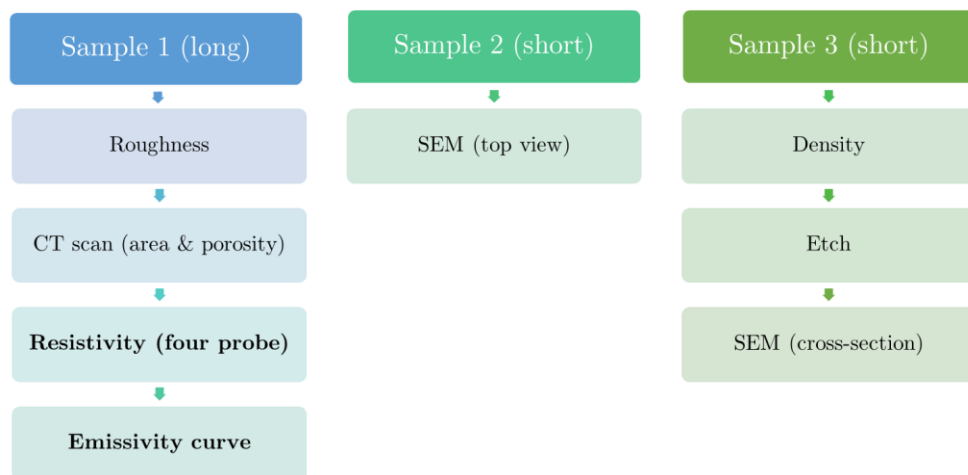 Sample 1 (long)
Roughness
CT scan (area & porosity)
Resistivity (four probe)
Emissivity curve
Sample 2 (short)
SEM (top view)
Sample 3 (short)
Density
Etch
SEM (cross-section)